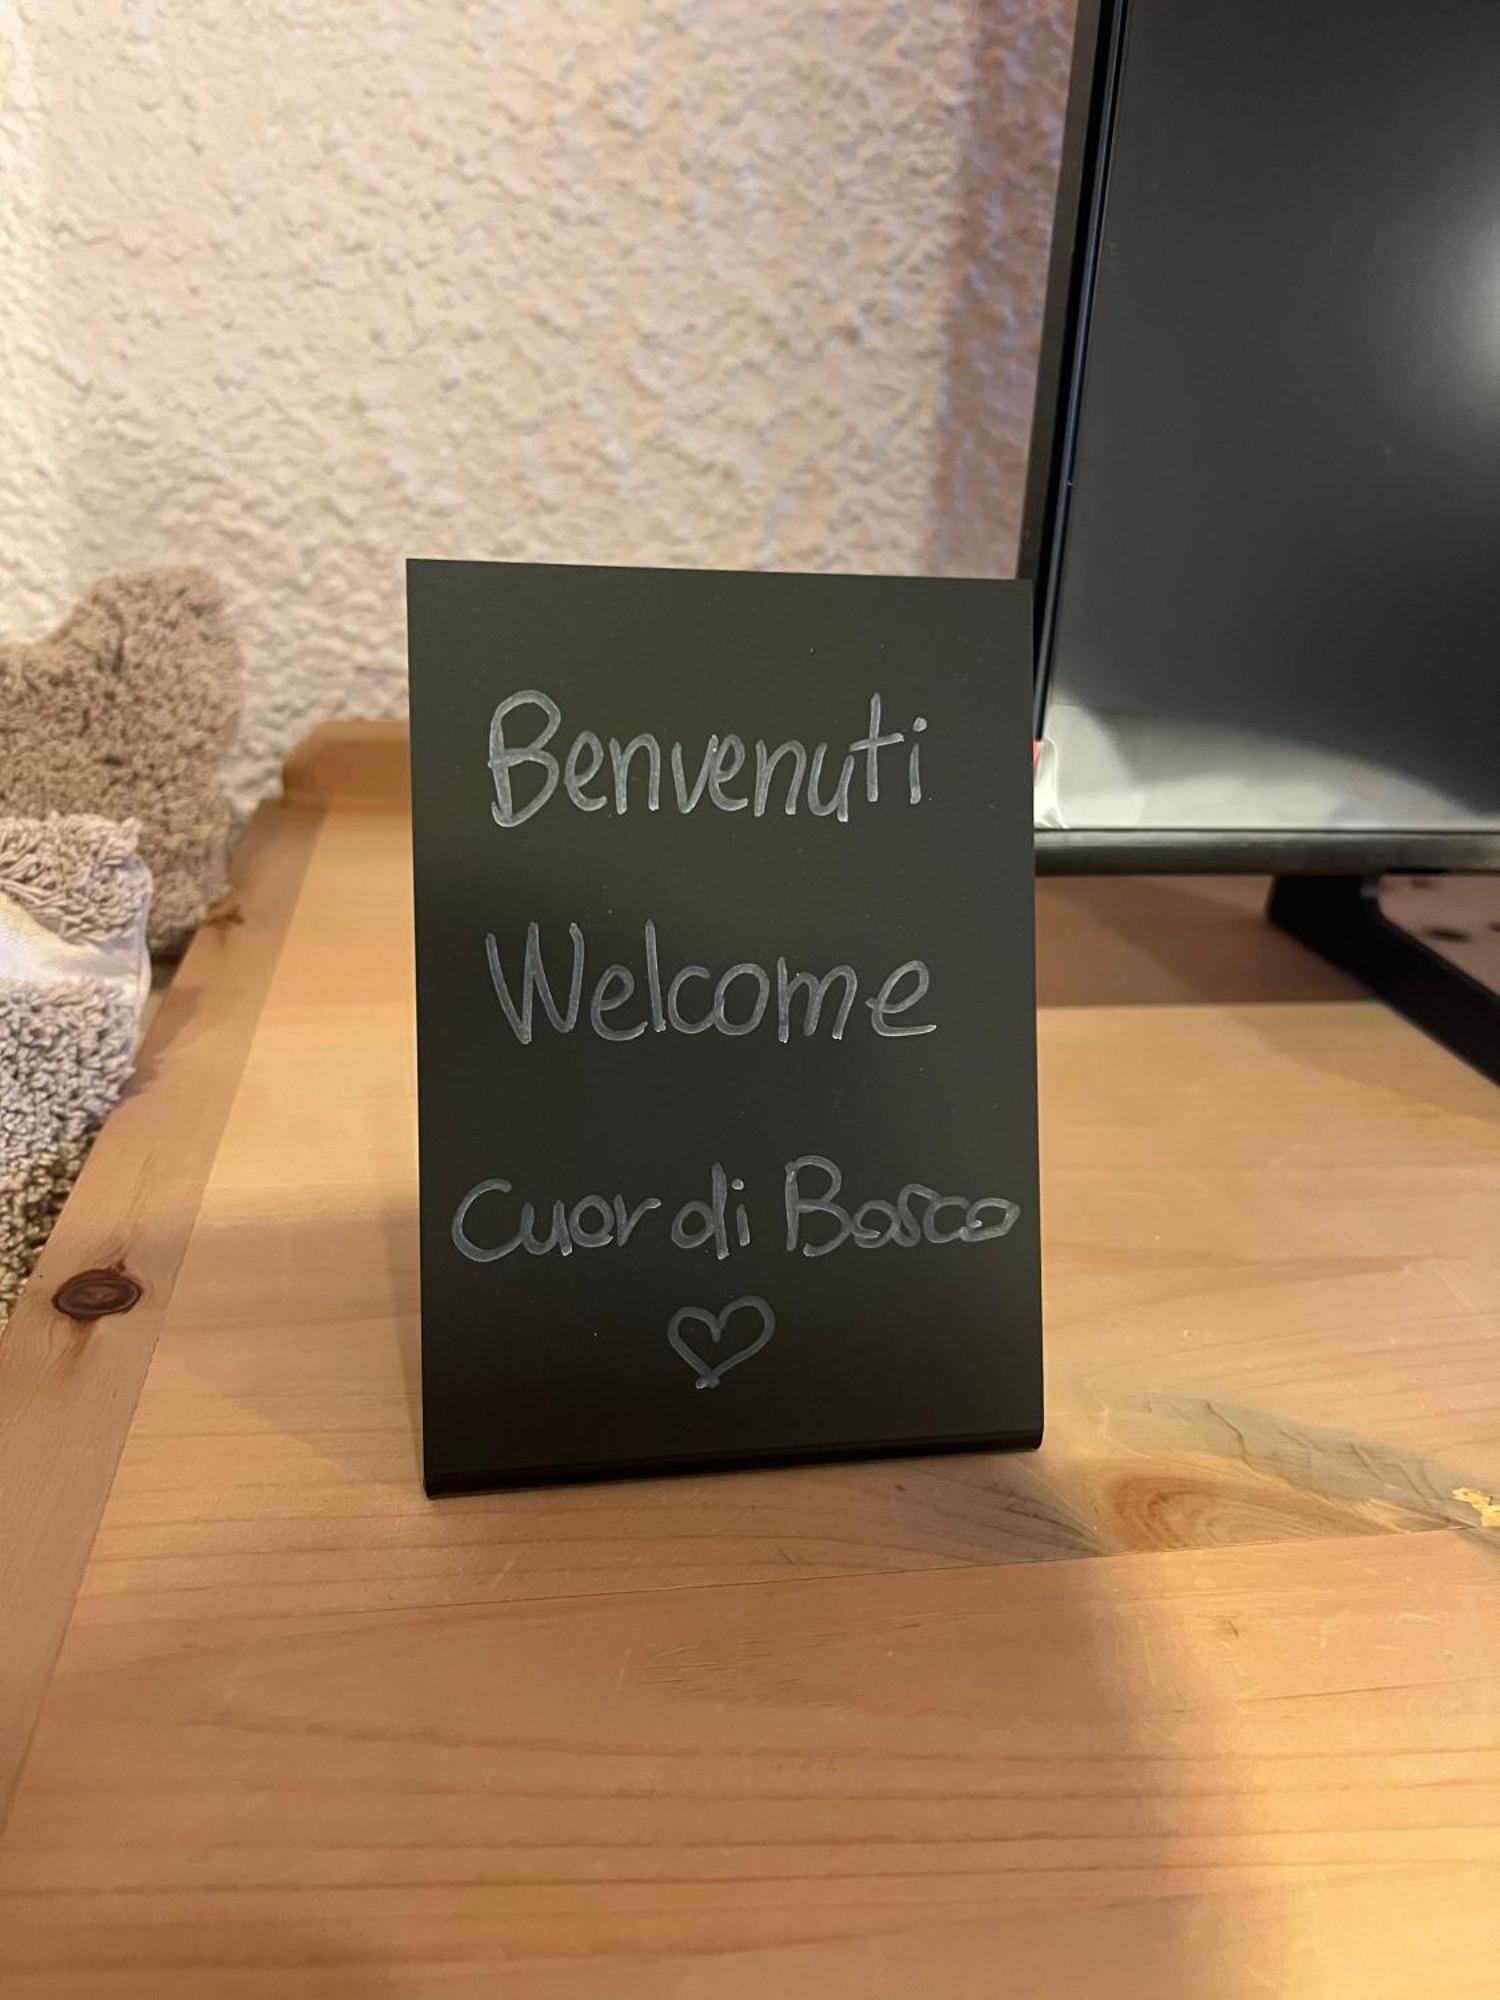 Benvenuti
Welcome
Cuor di Bosco